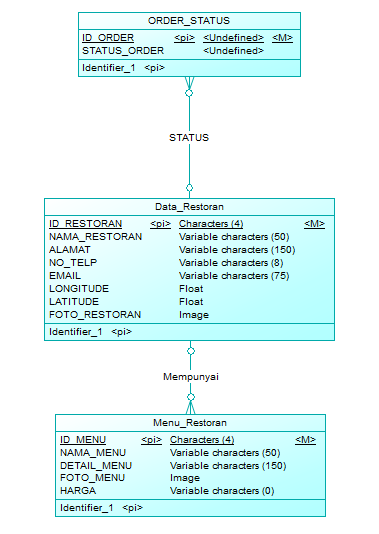 ORDER_STATUS
ID_ORDER <pi> <Undefined> <M>
STATUS_ORDER <Undefined>
Identifier_1 <pi>
STATUS
Data_Restoran
ID_RESTORAN <pi> Characters (4) <M>
NAMA_RESTORAN Variable characters (50)
ALAMAT Variable characters (150)
NO_TELP Variable characters (8)
EMAIL Variable characters (75)
LONGITUDE Float
LATITUDE Float
FOTO_RESTORAN Image
Identifier_1 <pi>
Mempunyai
Menu_Restoran
ID_MENU <pi> Characters (4) <M>
NAMA_MENU Variable characters (50)
DETAIL_MENU Variable characters (150)
FOTO_MENU Image
HARGA Variable characters (0)
Identifier_1 <pi>